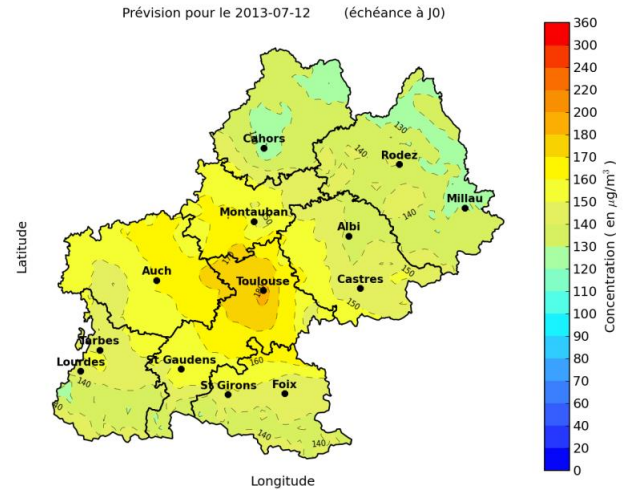 Prévision pour le 2013-07-12 (échéance à J0)
360
300
260
240
220
200
180
170
160
150
140
130
120
110
100
90
80
70
60
40
20
0
Concentration ( en µg/m³ )
Latitude
Longitude
Cahors
130
140
Rodez
Millau
140
Montauban
Albi
150
Auch
Toulouse
Castres
150
Tarbes
Lourdes
St Gaudens
160
140
St Girons
Foix
140
140